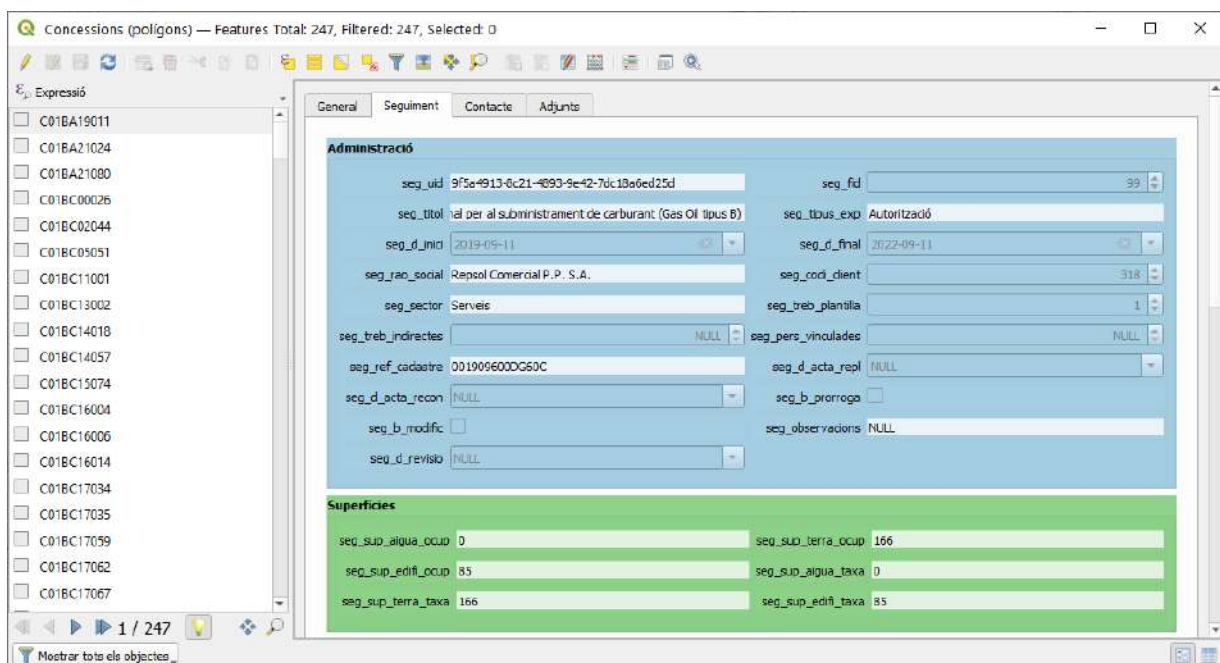 Concessions (polígons) — Features Total: 247, Filtered: 247, Selected: 0
Expressió
C01BA19011
C01BA21024
C01BA21080
C01BC00026
C01BC02044
C01BC05051
C01BC11001
C01BC13002
C01BC14018
C01BC14057
C01BC15074
C01BC16004
C01BC16006
C01BC16014
C01BC17034
C01BC17035
C01BC17059
C01BC17062
C01BC17067
1 / 247
Mostrar tots els objectes
General Seguiment Contacte Adjunts
Administració
seg_uid 9f5a4913-8c21-4893-9e42-7dc18a6ed25d seg_fid 99
seg_titol nal per al subministrament de carburant (Gas Oil tipus B) seg_tipus_exp Autorització
seg_d_inici 2019-09-11 seg_d_final 2022-09-11
seg_rao_social Repsol Comercial P.P. S.A. seg_codi_client 318
seg_sector Serveis seg_treb_plantilla 1
seg_treb_indirectes NULL seg_pers_vinculades NULL
seg_ref_cadastre 001909600DG60C seg_d_acta_repl NULL
seg_d_acta_recon NULL seg_b_prorroga
seg_b_modific seg_observacions NULL
seg_d_revisio NULL
Superfícies
seg_sup_aigua_ocup 0 seg_sup_terra_ocup 166
seg_sup_edifi_ocup 85 seg_sup_aigua_taxa 0
seg_sup_terra_taxa 166 seg_sup_edifi_taxa 85